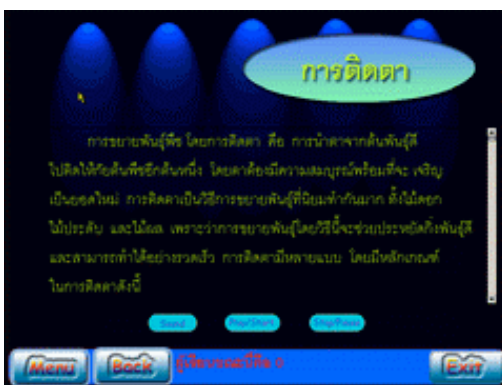 การติดตา
การขยายพันธุ์พืช โดยการติดตา คือ การนำตาจากต้นพันธุ์ดี
ไปติดให้กับต้นพืชอีกต้นหนึ่ง โดยตาต้องมีความสมบูรณ์พร้อมที่จะ เจริญ
เป็นยอดใหม่ การติดตาเป็นวิธีการขยายพันธุ์ที่นิยมทำกันมาก ทั้งไม้ดอก
ไม้ประดับ และไม้ผล เพราะว่าการขยายพันธุ์โดยวิธีนี้จะช่วยประหยัดกิ่งพันธุ์ดี
และสามารถทำได้อย่างรวดเร็ว การติดตามีหลายแบบ โดยมีหลักเกณฑ์
ในการติดตาดังนี้
Sound Play/Start Stop/Pause
Menu Back Exit